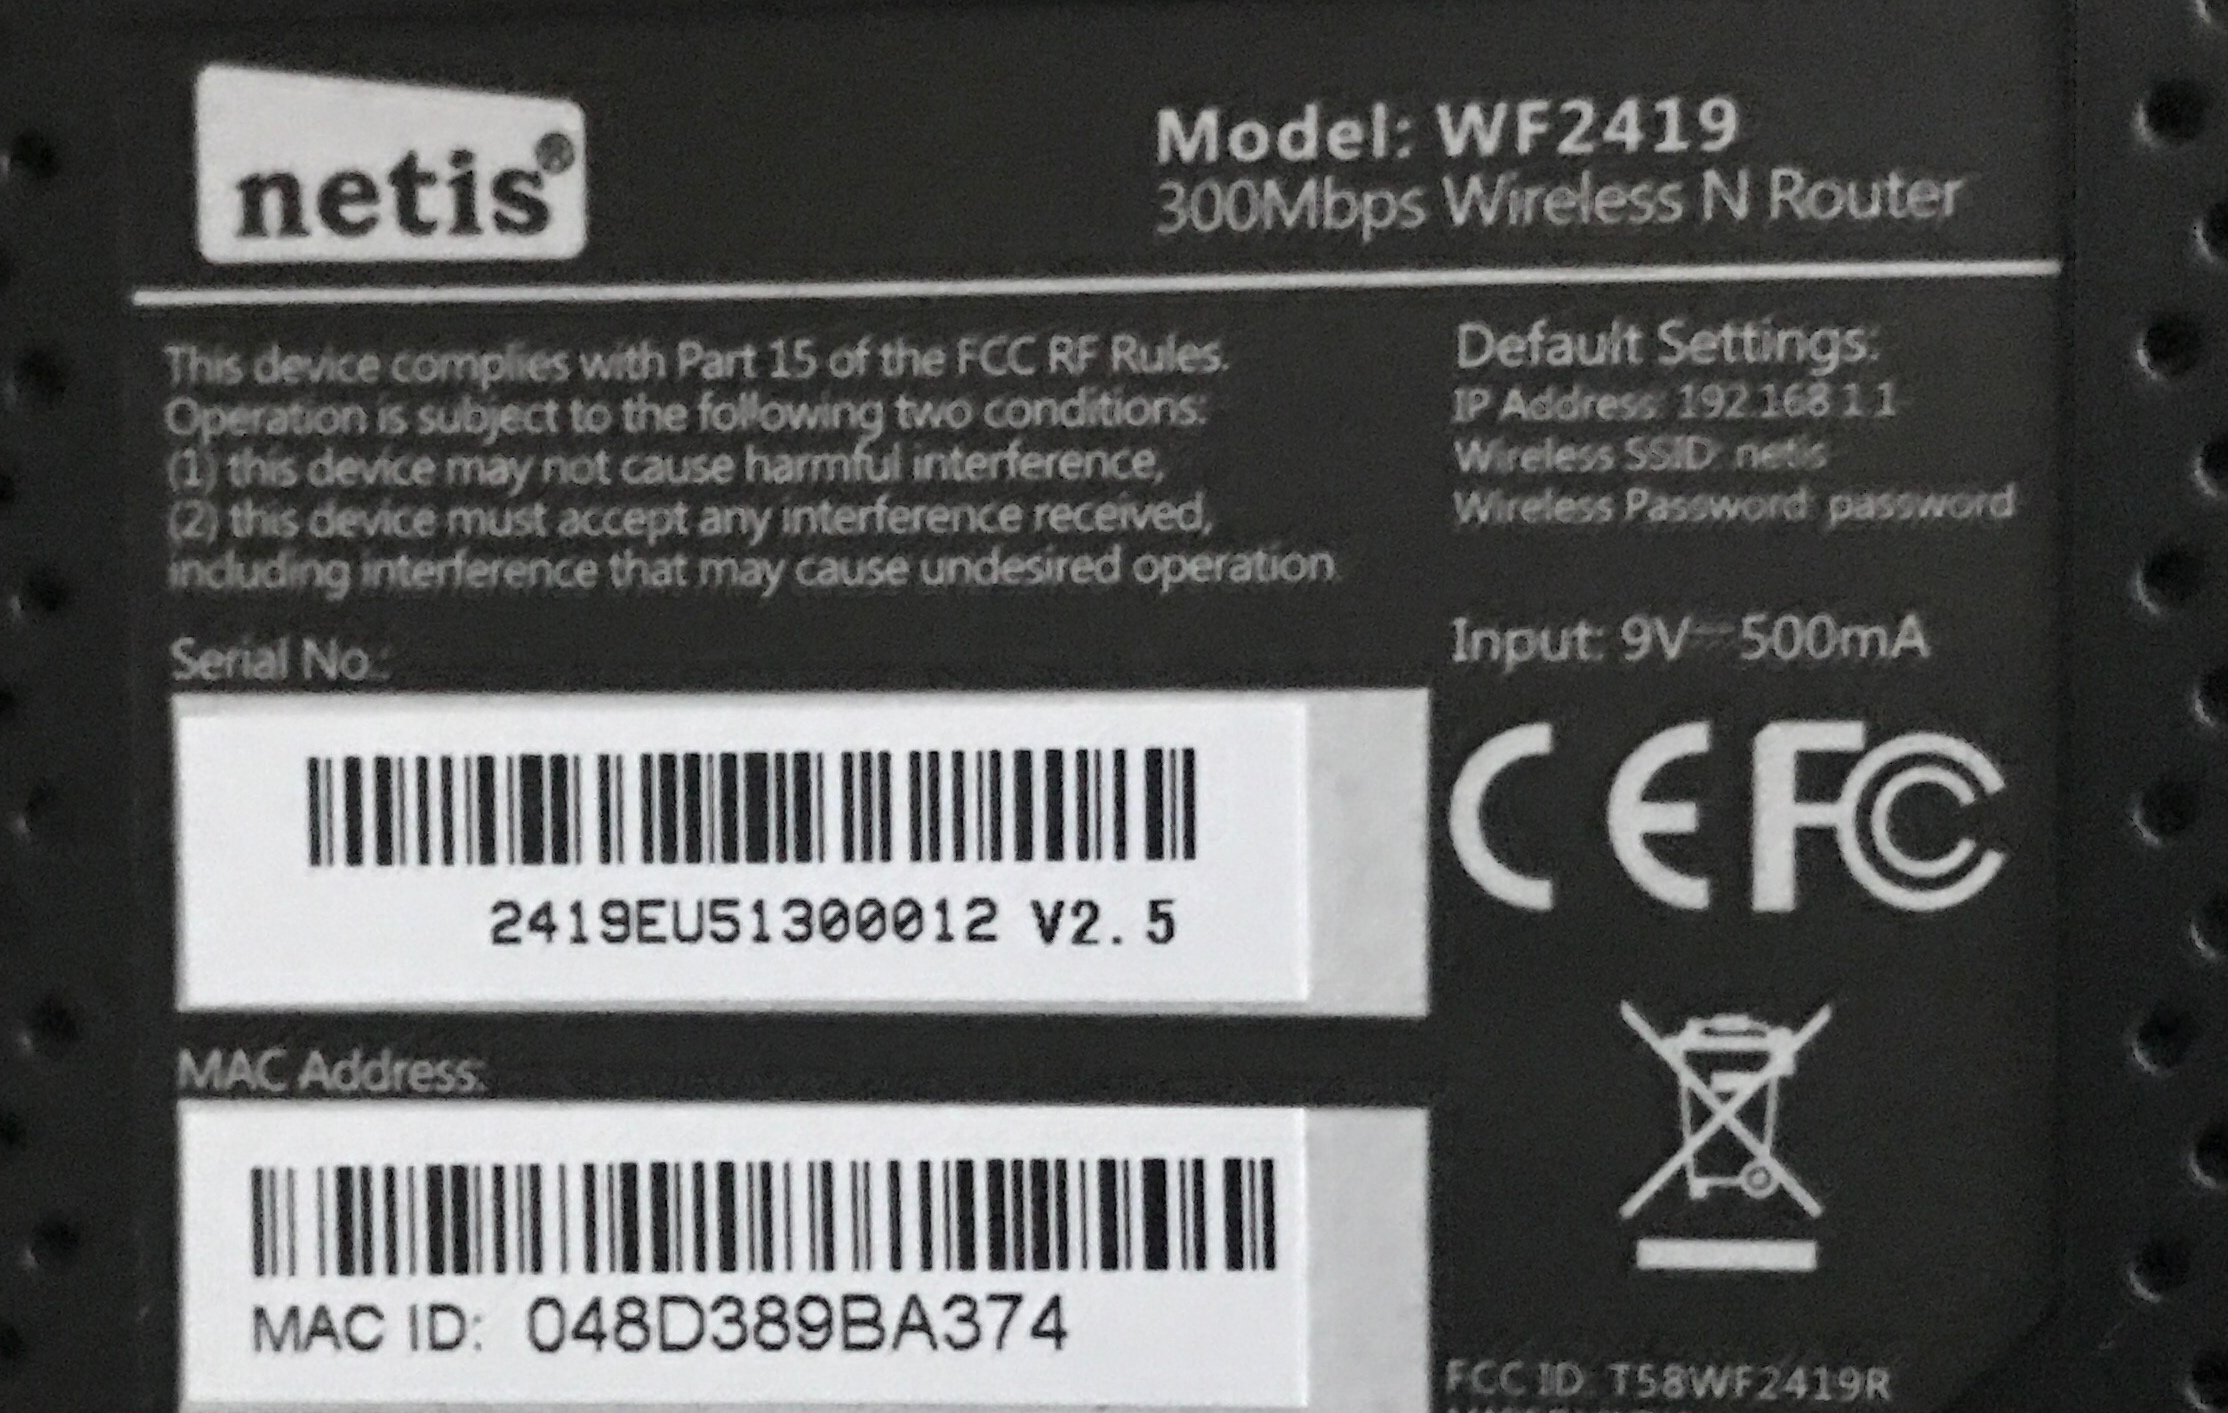 netis®
Model: WF2419
300Mbps Wireless N Router
This device complies with Part 15 of the FCC RF Rules.
Operation is subject to the following two conditions:
(1) this device may not cause harmful interference,
(2) this device must accept any interference received,
including interference that may cause undesired operation.
Default Settings:
IP Address: 192.168.1.1
Wireless SSID: netis
Wireless Password: password
Input: 9V⎓500mA
CE FC
Serial No.:
2419EU51300012 V2.5
MAC Address:
MAC ID: 048D389BA374
FCC ID: T58WF2419R